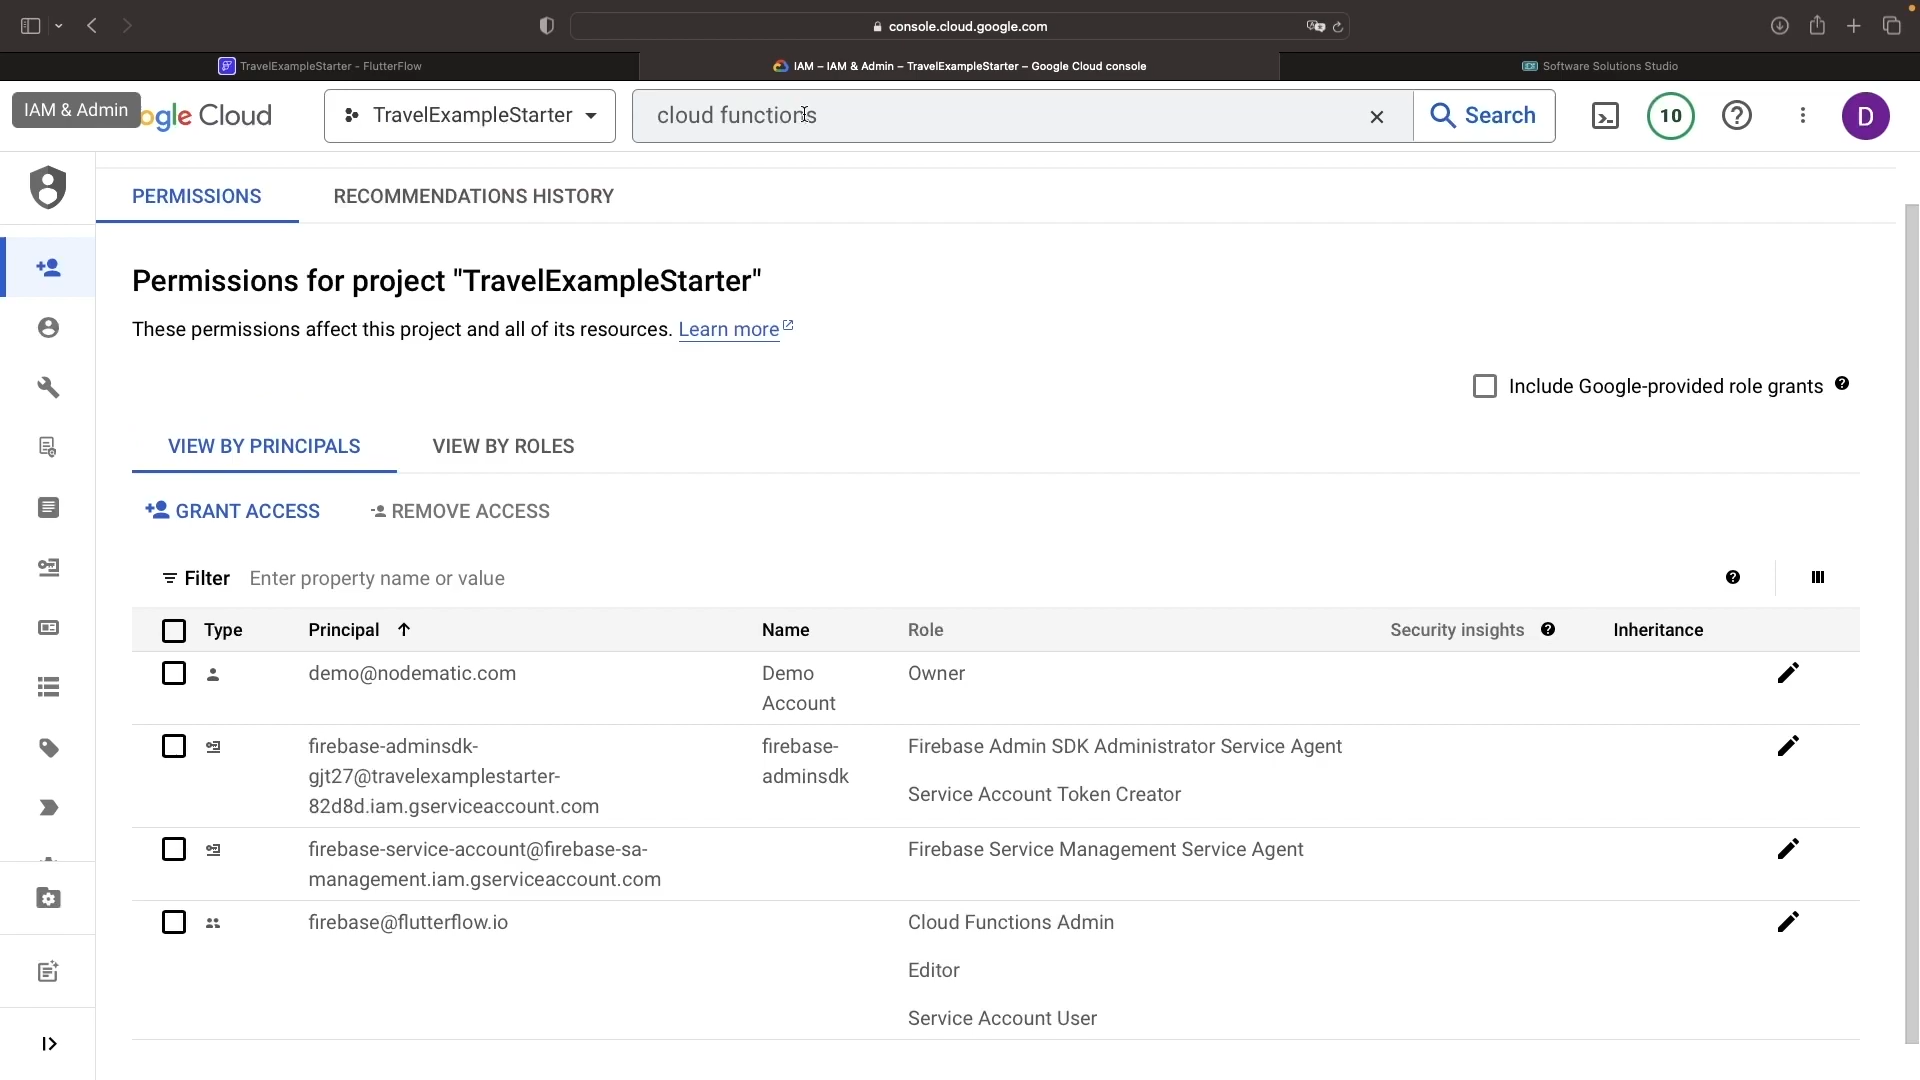 console.cloud.google.com
TravelExampleStarter - FlutterFlow
IAM – IAM & Admin – TravelExampleStarter – Google Cloud console
Software Solutions Studio
IAM & Admin
ogle Cloud
TravelExampleStarter
cloud functions
Search
10
D
PERMISSIONS
RECOMMENDATIONS HISTORY
Permissions for project "TravelExampleStarter"
These permissions affect this project and all of its resources. Learn more
Include Google-provided role grants
VIEW BY PRINCIPALS
VIEW BY ROLES
GRANT ACCESS
REMOVE ACCESS
Filter Enter property name or value
Type Principal Name Role Security insights Inheritance
demo@nodematic.com Demo Owner
Account
firebase-adminsdk- firebase- Firebase Admin SDK Administrator Service Agent
gjt27@travelexamplestarter- adminsdk
82d8d.iam.gserviceaccount.com Service Account Token Creator
firebase-service-account@firebase-sa- Firebase Service Management Service Agent
management.iam.gserviceaccount.com
firebase@flutterflow.io Cloud Functions Admin
Editor
Service Account User